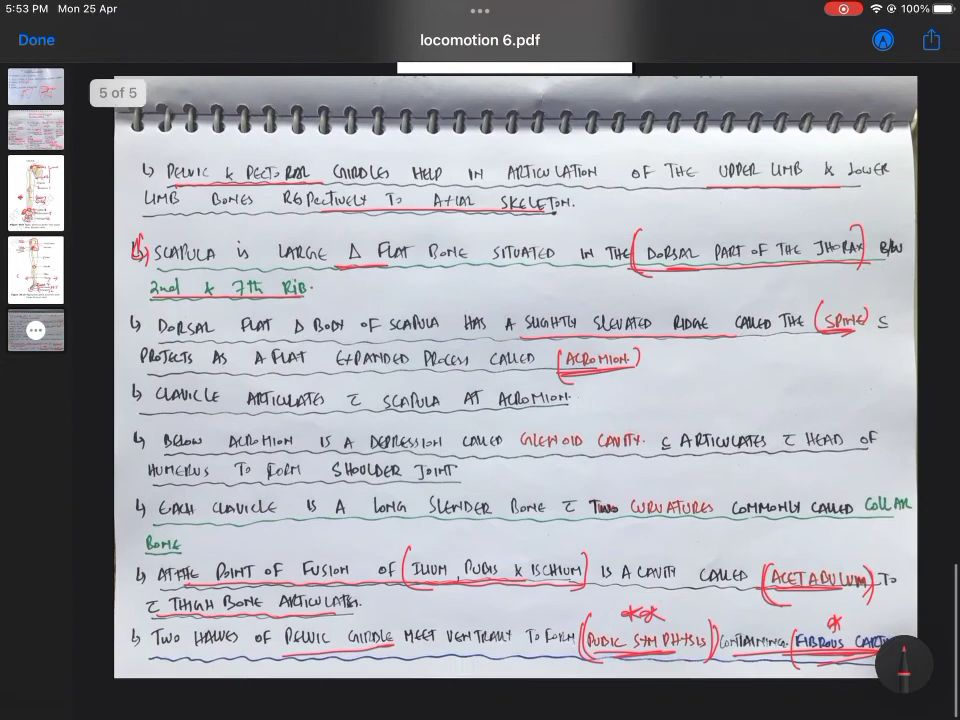 5:53 PM Mon 25 Apr
100%
Done
locomotion 6.pdf
5 of 5
↳ PELVIC & PECTORAL GIRDLES HELP IN ARTICULATION OF THE UPPER LIMB & LOWER
LIMB BONES RESPECTIVELY TO AXIAL SKELETON.
↳ SCAPULA IS LARGE Δ FLAT BONE SITUATED IN THE (DORSAL PART OF THE THORAX) B/W
2nd & 7th RIB.
↳ DORSAL FLAT Δ BODY OF SCAPULA HAS A SLIGHTLY ELEVATED RIDGE CALLED THE (SPINE)
PROJECTS AS A FLAT EXPANDED PROCESS CALLED (ACROMION.)
↳ CLAVICLE ARTICULATES SCAPULA AT ACROMION.
↳ BELOW ACROMION IS A DEPRESSION CALLED GLENOID CAVITY. ARTICULATES HEAD OF
HUMERUS TO FORM SHOULDER JOINT
↳ EACH CLAVICLE IS A LONG SLENDER BONE TWO CURVATURES COMMONLY CALLED COLLAR
BONE
↳ AT THE POINT OF FUSION OF (ILIUM, PUBIS & ISCHIUM) IS A CAVITY CALLED (ACETABULUM) TO
THIGH BONE ARTICULATES.
↳ TWO HALVES OF PELVIC GIRDLE MEET VENTRALLY TO FORM (PUBIC SYMPHYSIS) CONTAINING (FIBROUS